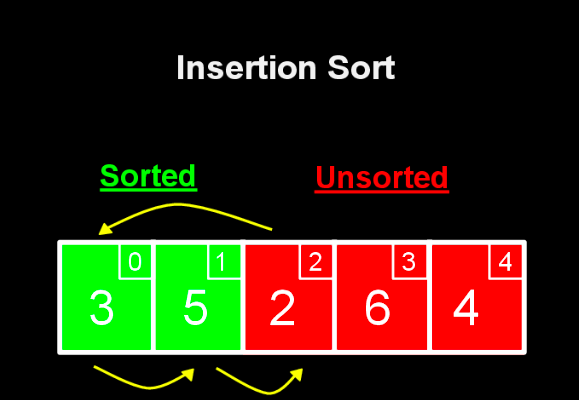 Insertion Sort
Sorted Unsorted
0 1 2 3 4
3 5 2 6 4